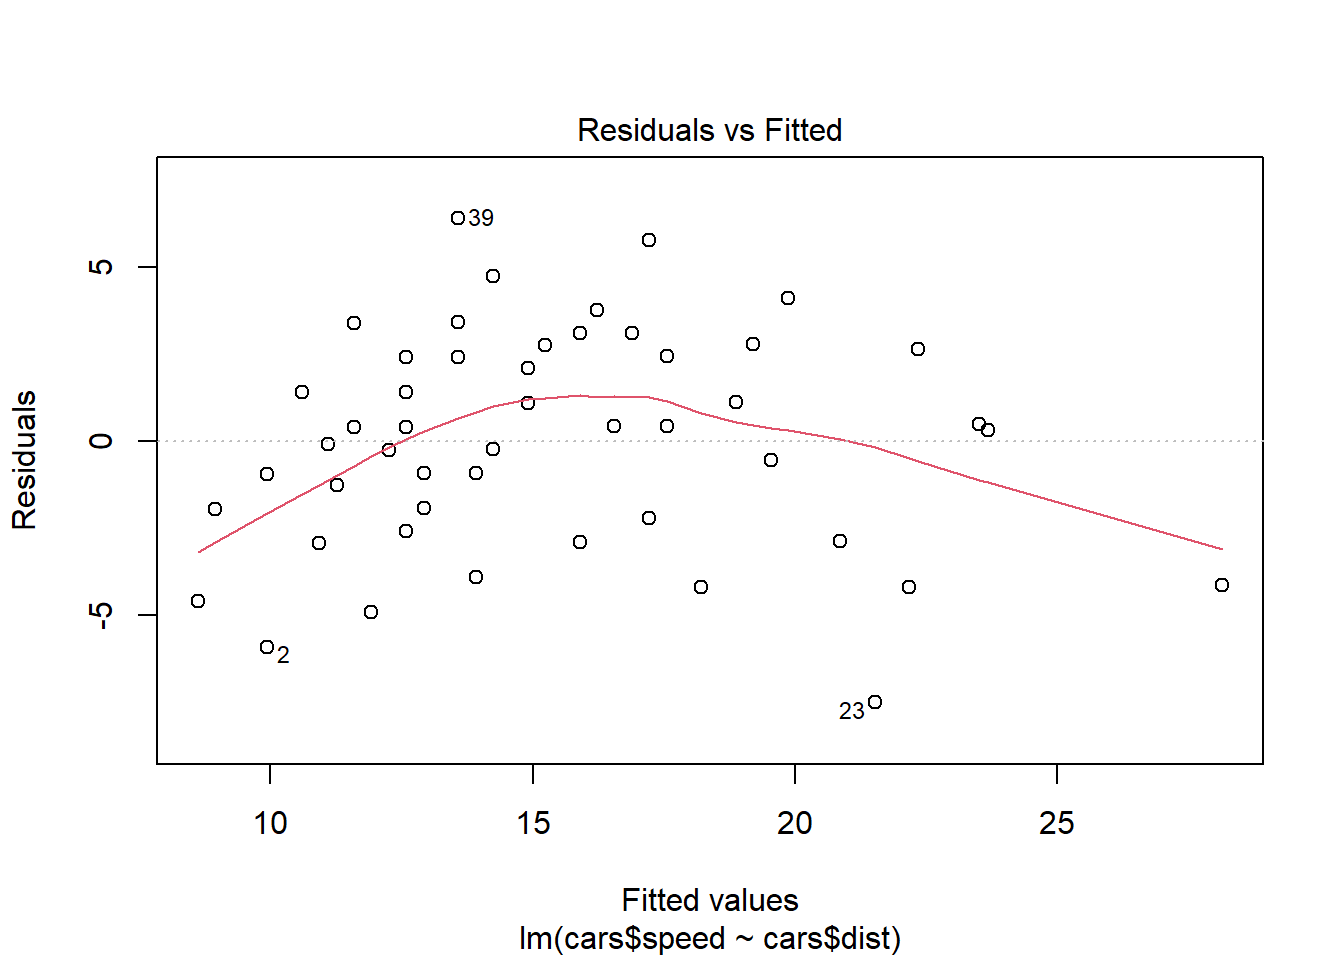 Residuals vs Fitted
39
5
Residuals
0
-5
2
23
10 15 20 25
Fitted values
lm(cars$speed ~ cars$dist)